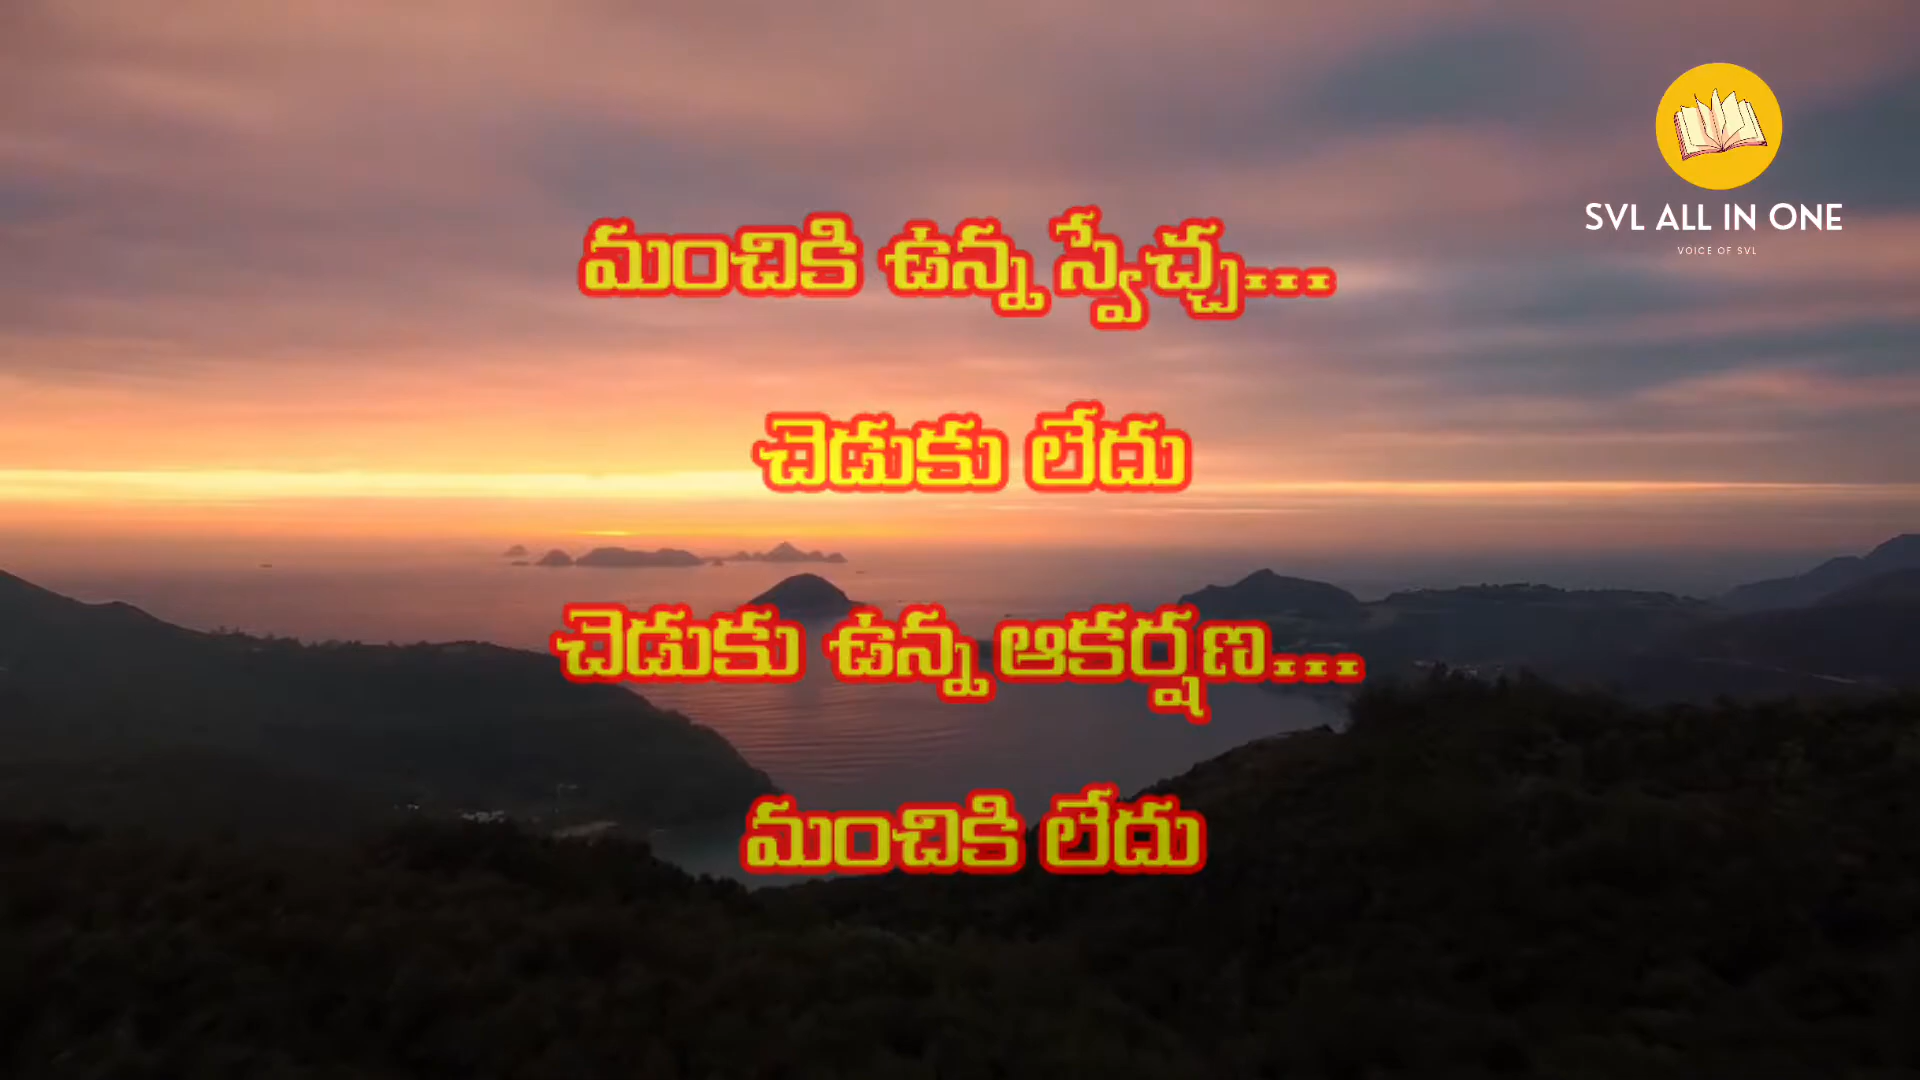 SVL ALL IN ONE
VOICE OF SVL
మంచికి ఉన్న స్వేచ్చ...
చెడుకు లేదు
చెడుకు ఉన్న ఆకర్షణ...
మంచికి లేదు